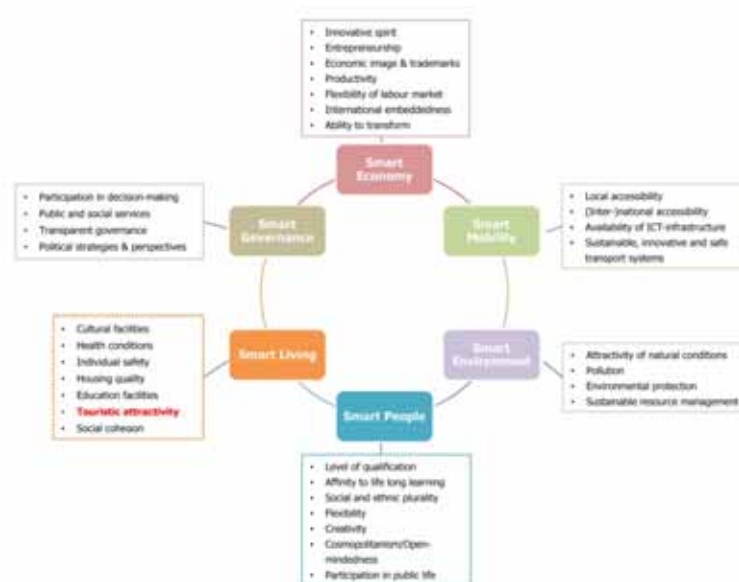 • Innovative spirit
• Entrepreneurship
• Economic image & trademarks
• Productivity
• Flexibility of labour market
• International embeddedness
• Ability to transform
Smart
Economy
• Participation in decision-making
• Public and social services
• Transparent governance
• Political strategies & perspectives
Smart
Governance
Smart
Mobility
• Local accessibility
• (Inter-)national accessibility
• Availability of ICT-infrastructure
• Sustainable, innovative and safe
transport systems
• Cultural facilities
• Health conditions
• Individual safety
• Housing quality
• Education facilities
• Touristic attractivity
• Social cohesion
Smart Living
Smart
Environment
• Attractivity of natural conditions
• Pollution
• Environmental protection
• Sustainable resource management
Smart People
• Level of qualification
• Affinity to life long learning
• Social and ethnic plurality
• Flexibility
• Creativity
• Cosmopolitanism/Open-
mindedness
• Participation in public life